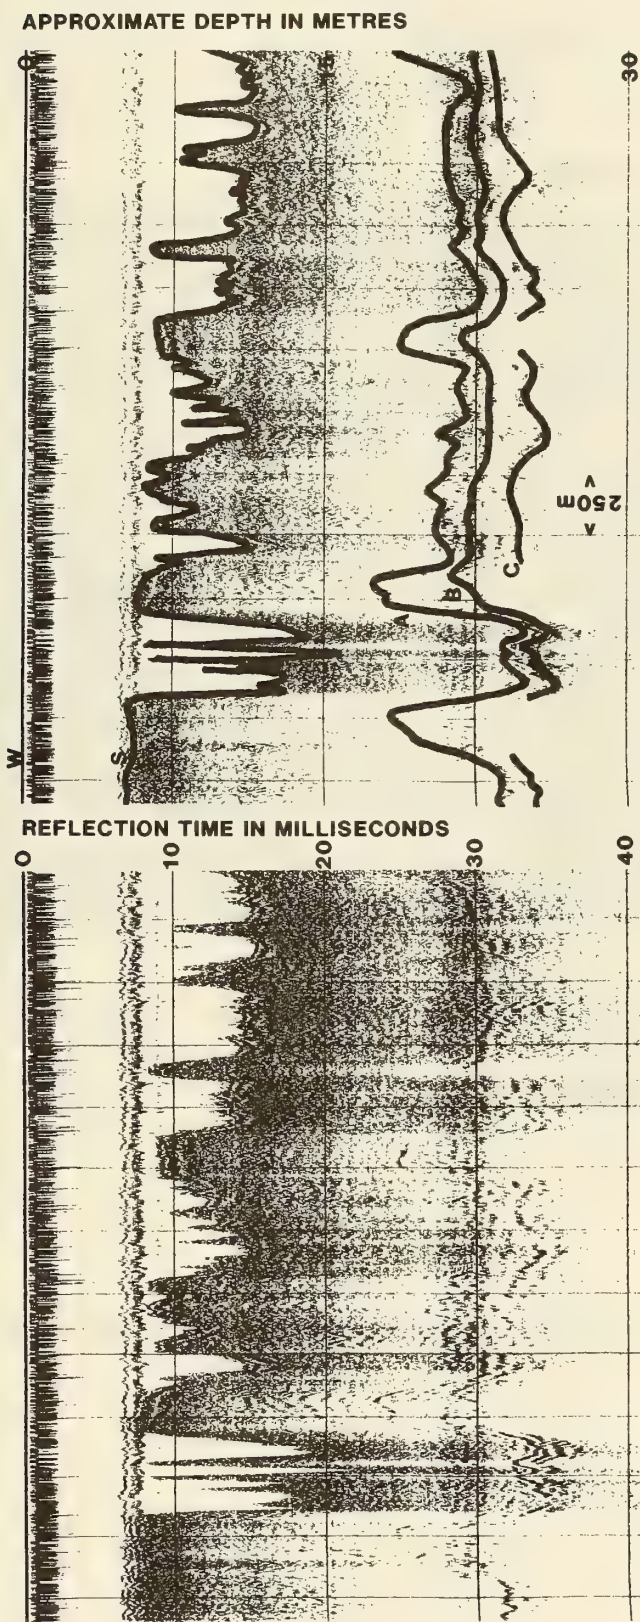 APPROXIMATE DEPTH IN METRES
0
15
30
W
S
A
B
C
< 250m >
REFLECTION TIME IN MILLISECONDS
0
10
20
30
40